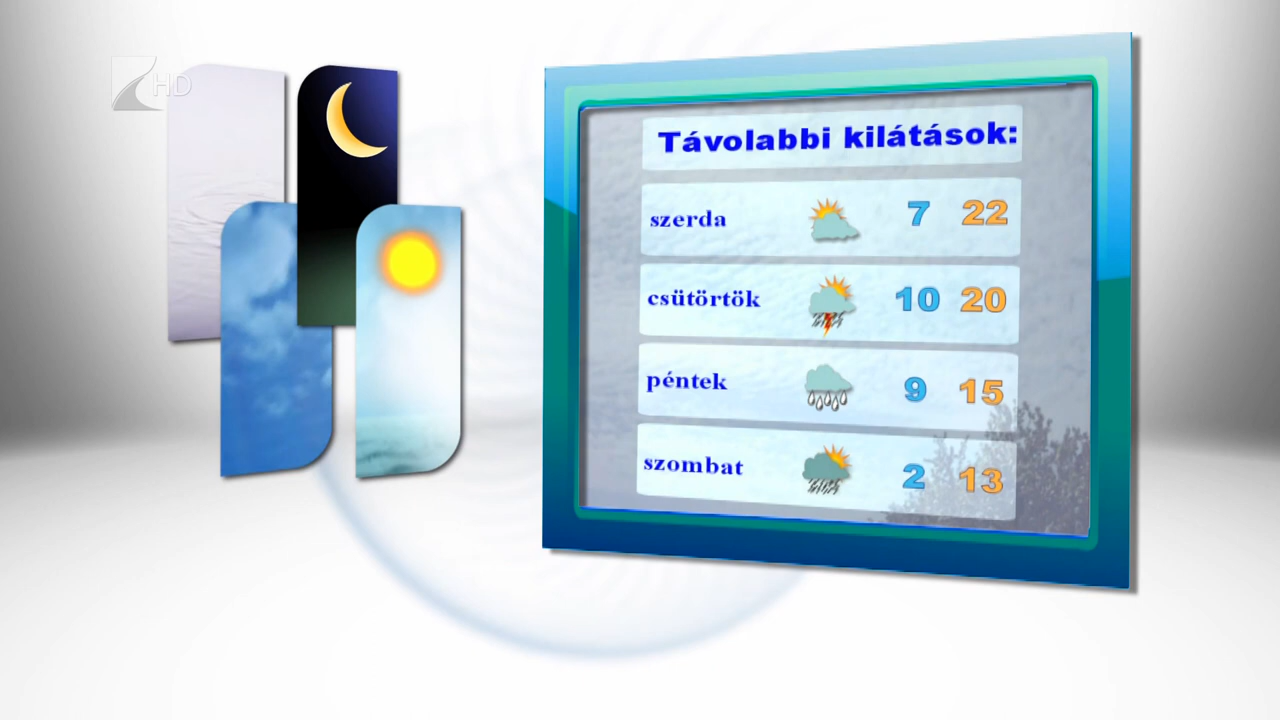 HD
Távolabbi kilátások:
szerda 7 22
csütörtök 10 20
péntek 9 15
szombat 2 13